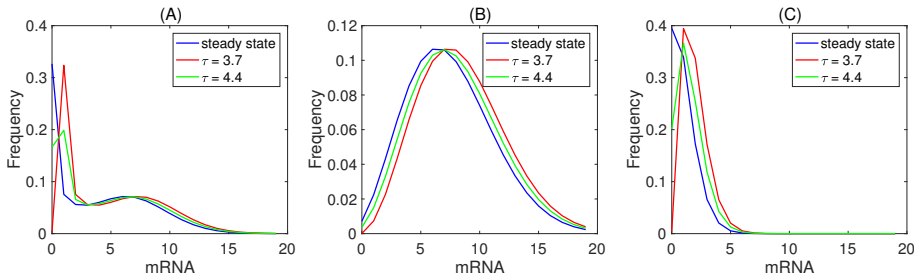 (A)
Frequency
0.4
0.3
0.2
0.1
0
0 5 10 15 20
mRNA
steady state
τ = 3.7
τ = 4.4
(B)
Frequency
0.12
0.1
0.08
0.06
0.04
0.02
0
0 5 10 15 20
mRNA
steady state
τ = 3.7
τ = 4.4
(C)
Frequency
0.4
0.3
0.2
0.1
0
0 5 10 15 20
mRNA
steady state
τ = 3.7
τ = 4.4